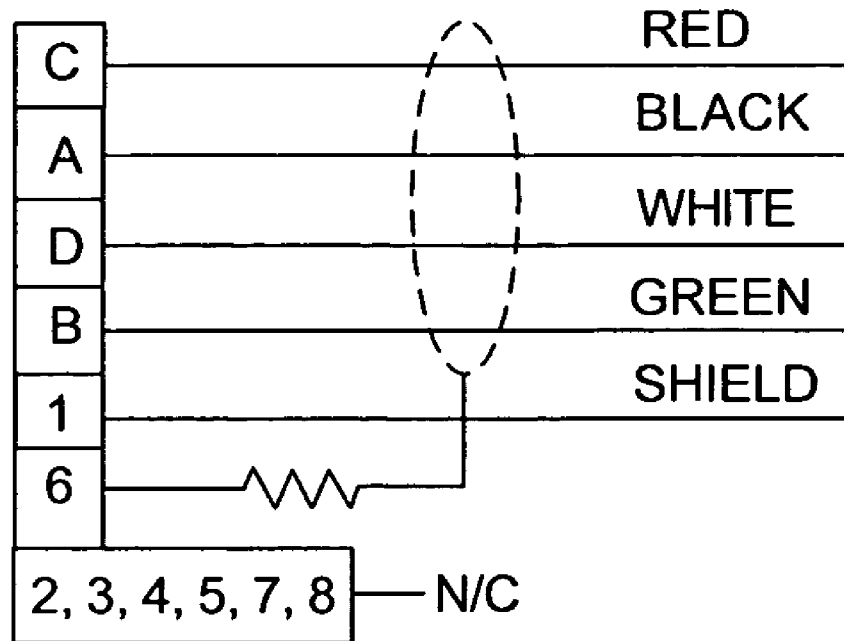 C RED
A BLACK
D WHITE
B GREEN
1 SHIELD
6
2, 3, 4, 5, 7, 8 N/C